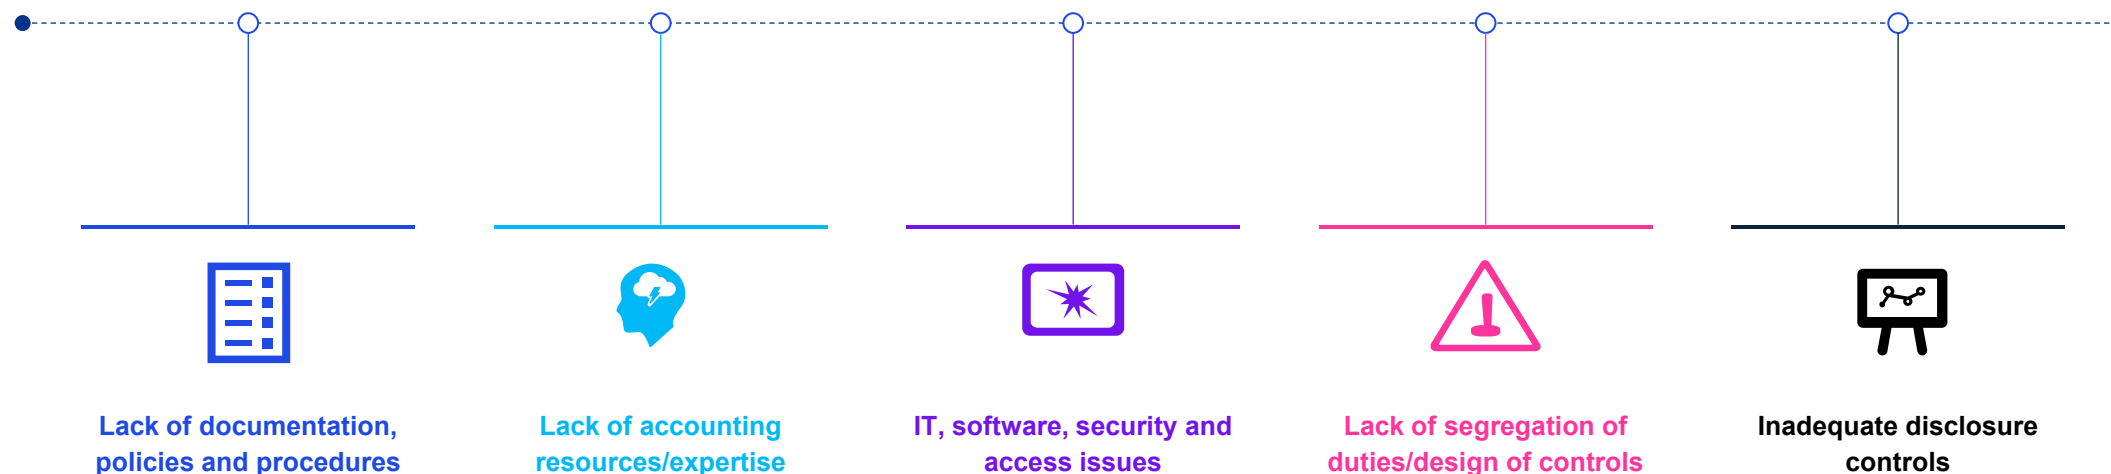 Lack of documentation,
policies and procedures
Lack of accounting
resources/expertise
IT, software, security and
access issues
Lack of segregation of
duties/design of controls
Inadequate disclosure
controls